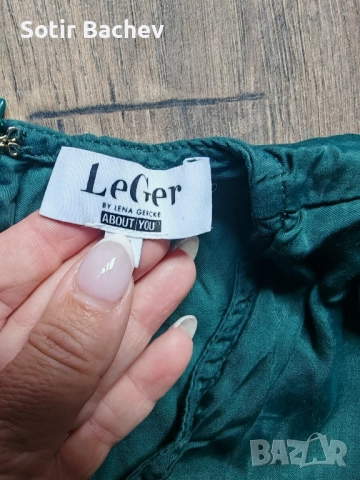 Sotir Bachev
LeGer
BY LENA GERCKE
ABOUT YOU
BAZAR